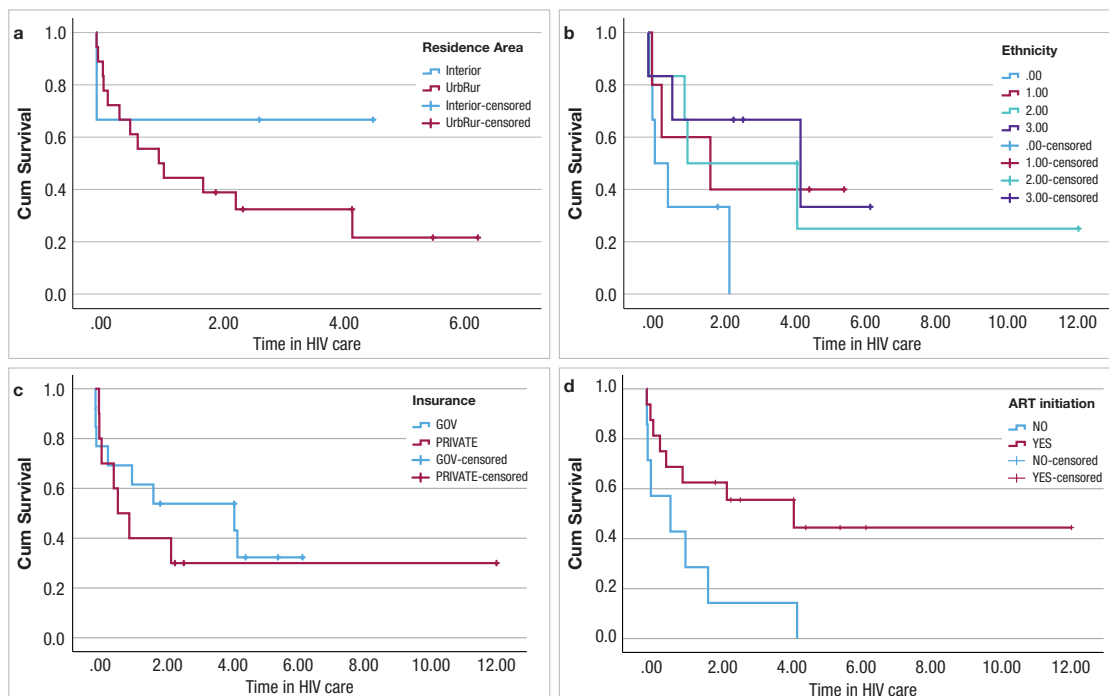 a
Residence Area
Interior
UrbRur
Interior-censored
UrbRur-censored
Cum Survival
1.0
0.8
0.6
0.4
0.2
0.0
.00 2.00 4.00 6.00
Time in HIV care
b
Ethnicity
.00
1.00
2.00
3.00
.00-censored
1.00-censored
2.00-censored
3.00-censored
Cum Survival
1.0
0.8
0.6
0.4
0.2
0.0
.00 2.00 4.00 6.00 8.00 10.00 12.00
Time in HIV care
c
Insurance
GOV
PRIVATE
GOV-censored
PRIVATE-censored
Cum Survival
1.0
0.8
0.6
0.4
0.2
0.0
.00 2.00 4.00 6.00 8.00 10.00 12.00
Time in HIV care
d
ART initiation
NO
YES
NO-censored
YES-censored
Cum Survival
1.0
0.8
0.6
0.4
0.2
0.0
.00 2.00 4.00 6.00 8.00 10.00 12.00
Time in HIV care